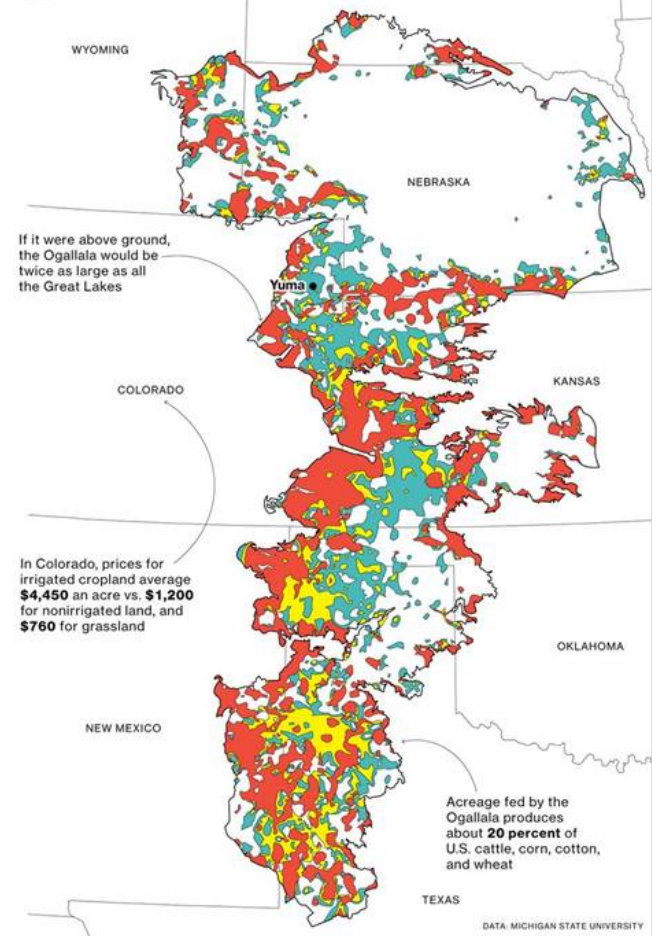 WYOMING
NEBRASKA
If it were above ground,
the Ogallala would be
twice as large as all
the Great Lakes
Yuma
COLORADO
KANSAS
In Colorado, prices for
irrigated cropland average
$4,450 an acre vs. $1,200
for nonirrigated land, and
$760 for grassland
OKLAHOMA
NEW MEXICO
Acreage fed by the
Ogallala produces
about 20 percent of
U.S. cattle, corn, cotton,
and wheat
TEXAS
DATA: MICHIGAN STATE UNIVERSITY